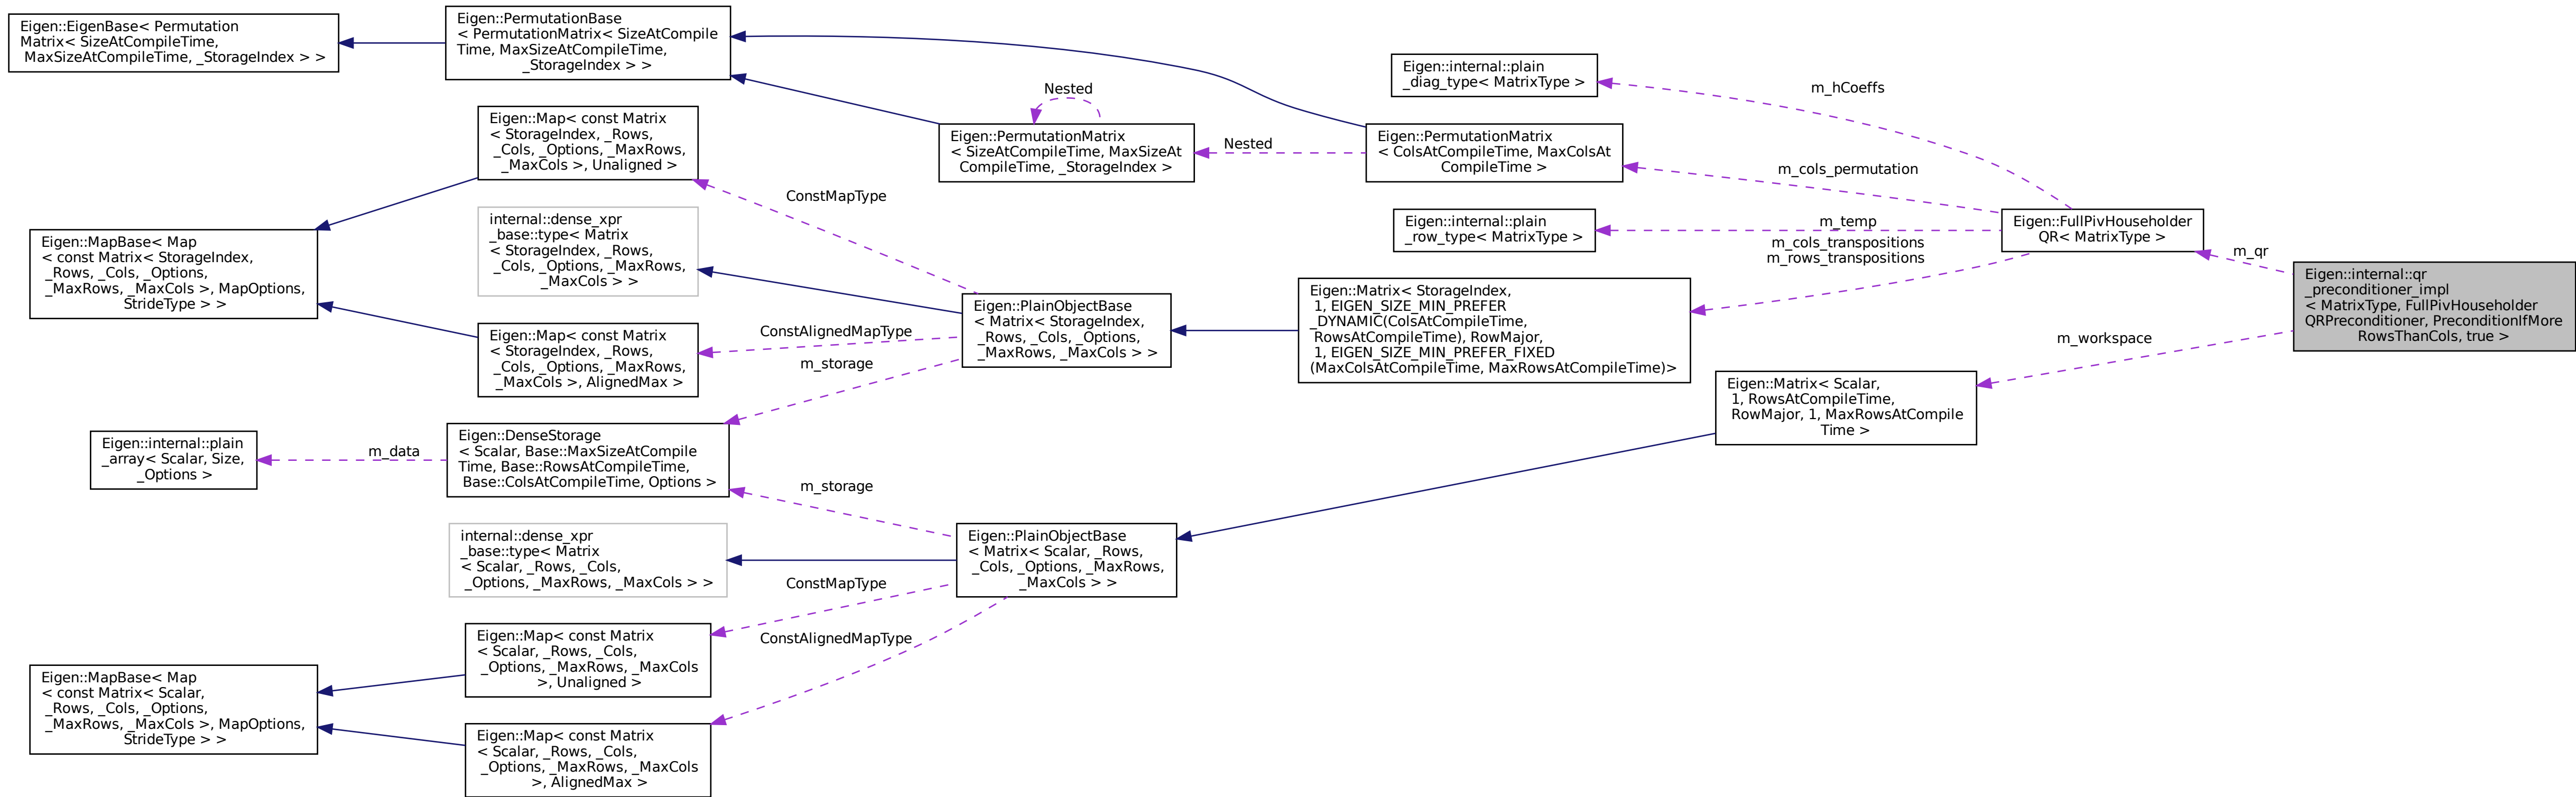 Eigen::EigenBase< Permutation
Matrix< SizeAtCompileTime,
MaxSizeAtCompileTime, _StorageIndex > >
Eigen::PermutationBase
< PermutationMatrix< SizeAtCompile
Time, MaxSizeAtCompileTime,
_StorageIndex > >
Eigen::Map< const Matrix
< StorageIndex, _Rows,
_Cols, _Options, _MaxRows,
_MaxCols >, Unaligned >
Nested
Eigen::PermutationMatrix
< SizeAtCompileTime, MaxSizeAt
CompileTime, _StorageIndex >
Nested
Eigen::PermutationMatrix
< ColsAtCompileTime, MaxColsAt
CompileTime >
Eigen::internal::plain
_diag_type< MatrixType >
m_hCoeffs
m_cols_permutation
ConstMapType
internal::dense_xpr
_base::type< Matrix
< StorageIndex, _Rows,
_Cols, _Options, _MaxRows,
_MaxCols > >
Eigen::MapBase< Map
< const Matrix< StorageIndex,
_Rows, _Cols, _Options,
_MaxRows, _MaxCols >, MapOptions,
StrideType > >
Eigen::internal::plain
_row_type< MatrixType >
m_temp
m_cols_transpositions
m_rows_transpositions
Eigen::FullPivHouseholder
QR< MatrixType >
m_qr
Eigen::internal::qr
_preconditioner_impl
< MatrixType, FullPivHouseholder
QRPreconditioner, PreconditionIfMore
RowsThanCols, true >
Eigen::PlainObjectBase
< Matrix< StorageIndex,
_Rows, _Cols, _Options,
_MaxRows, _MaxCols > >
Eigen::Matrix< StorageIndex,
1, EIGEN_SIZE_MIN_PREFER
_DYNAMIC(ColsAtCompileTime,
RowsAtCompileTime), RowMajor,
1, EIGEN_SIZE_MIN_PREFER_FIXED
(MaxColsAtCompileTime, MaxRowsAtCompileTime)>
Eigen::Map< const Matrix
< StorageIndex, _Rows,
_Cols, _Options, _MaxRows,
_MaxCols >, AlignedMax >
ConstAlignedMapType
m_storage
m_workspace
Eigen::Matrix< Scalar,
1, RowsAtCompileTime,
RowMajor, 1, MaxRowsAtCompile
Time >
Eigen::internal::plain
_array< Scalar, Size,
_Options >
m_data
Eigen::DenseStorage
< Scalar, Base::MaxSizeAtCompile
Time, Base::RowsAtCompileTime,
Base::ColsAtCompileTime, Options >
m_storage
internal::dense_xpr
_base::type< Matrix
< Scalar, _Rows, _Cols,
_Options, _MaxRows, _MaxCols > >
Eigen::PlainObjectBase
< Matrix< Scalar, _Rows,
_Cols, _Options, _MaxRows,
_MaxCols > >
ConstMapType
ConstAlignedMapType
Eigen::Map< const Matrix
< Scalar, _Rows, _Cols,
_Options, _MaxRows, _MaxCols
>, Unaligned >
Eigen::MapBase< Map
< const Matrix< Scalar,
_Rows, _Cols, _Options,
_MaxRows, _MaxCols >, MapOptions,
StrideType > >
Eigen::Map< const Matrix
< Scalar, _Rows, _Cols,
_Options, _MaxRows, _MaxCols
>, AlignedMax >